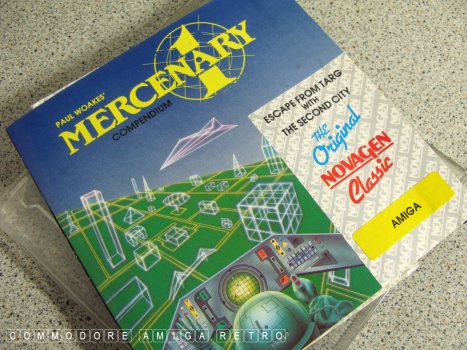 PAUL WOAKES'
MERCENARY
COMPENDIUM
ESCAPE FROM TARG
WITH
THE SECOND CITY
The
Original
NOVAGEN
Classic
AMIGA
COMMODORE AMIGA RETRO